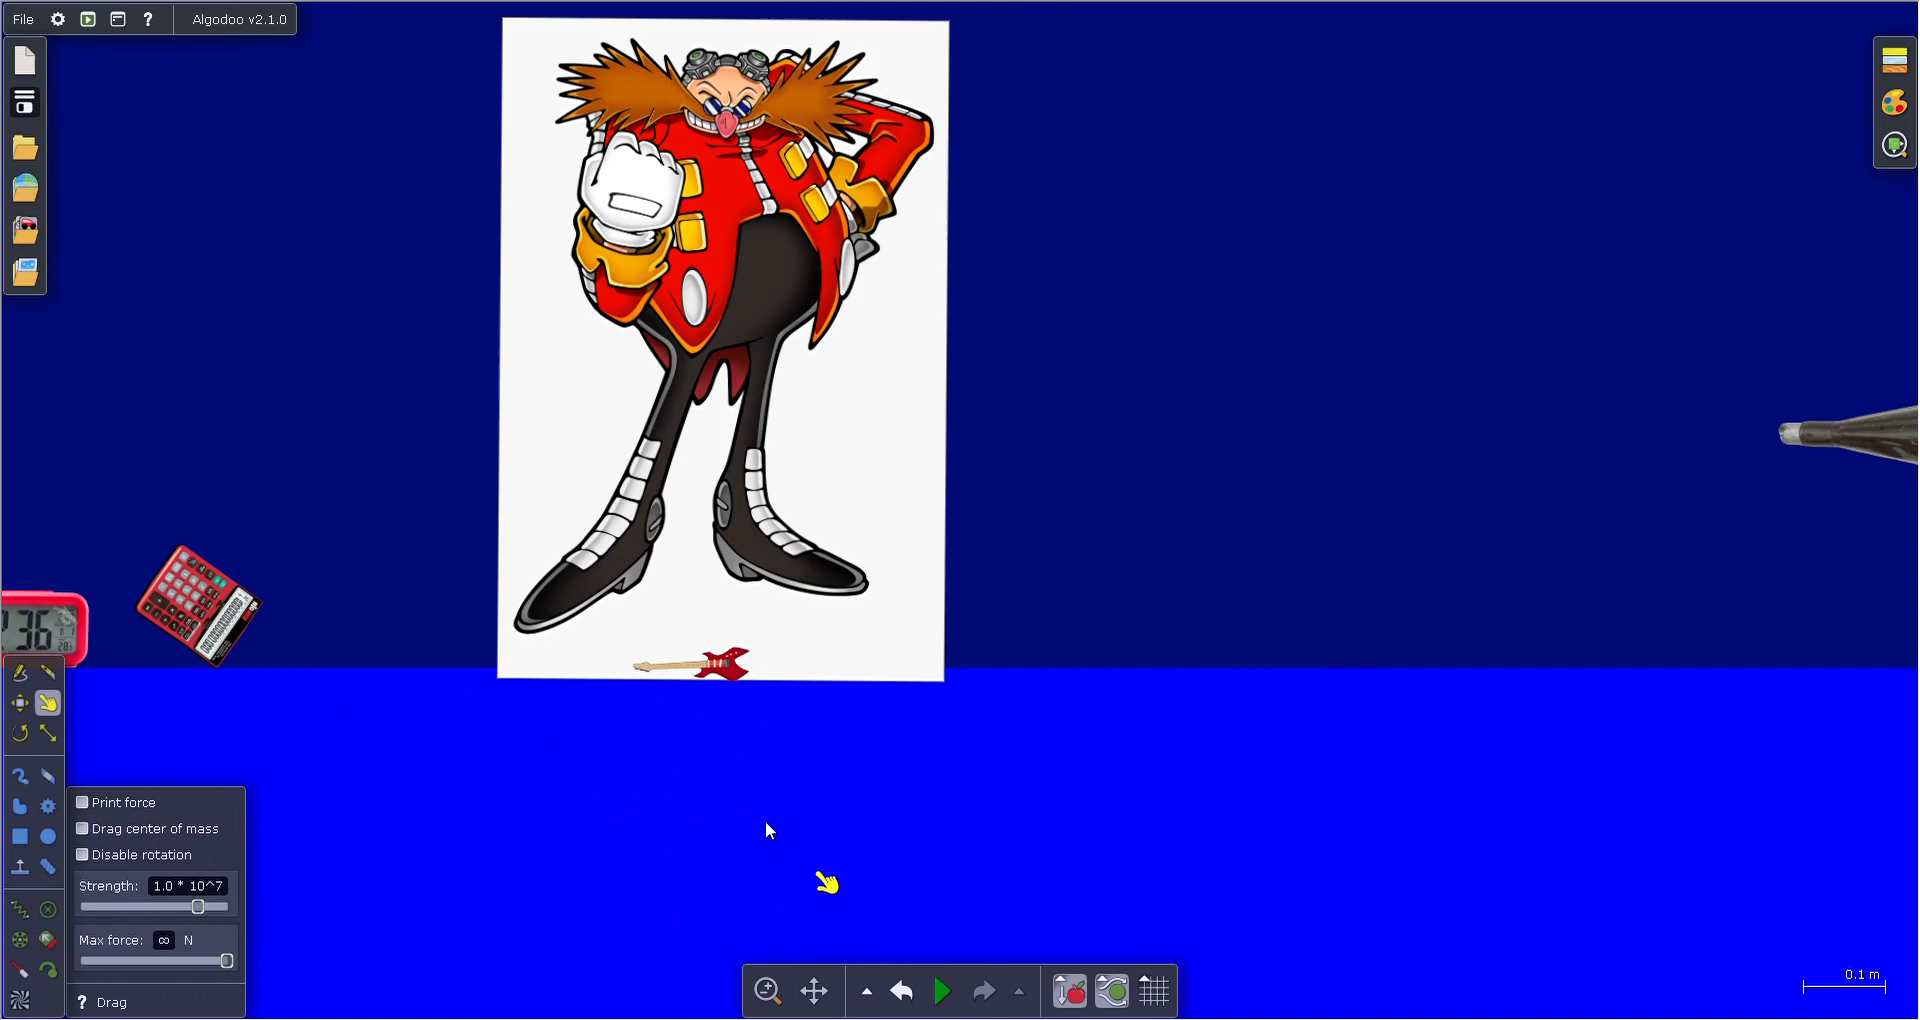 File ? Algodoo v2.1.0
36
Print force
Drag center of mass
Disable rotation
Strength: 1.0 * 10^7
Max force: ∞ N
? Drag
0.1 m